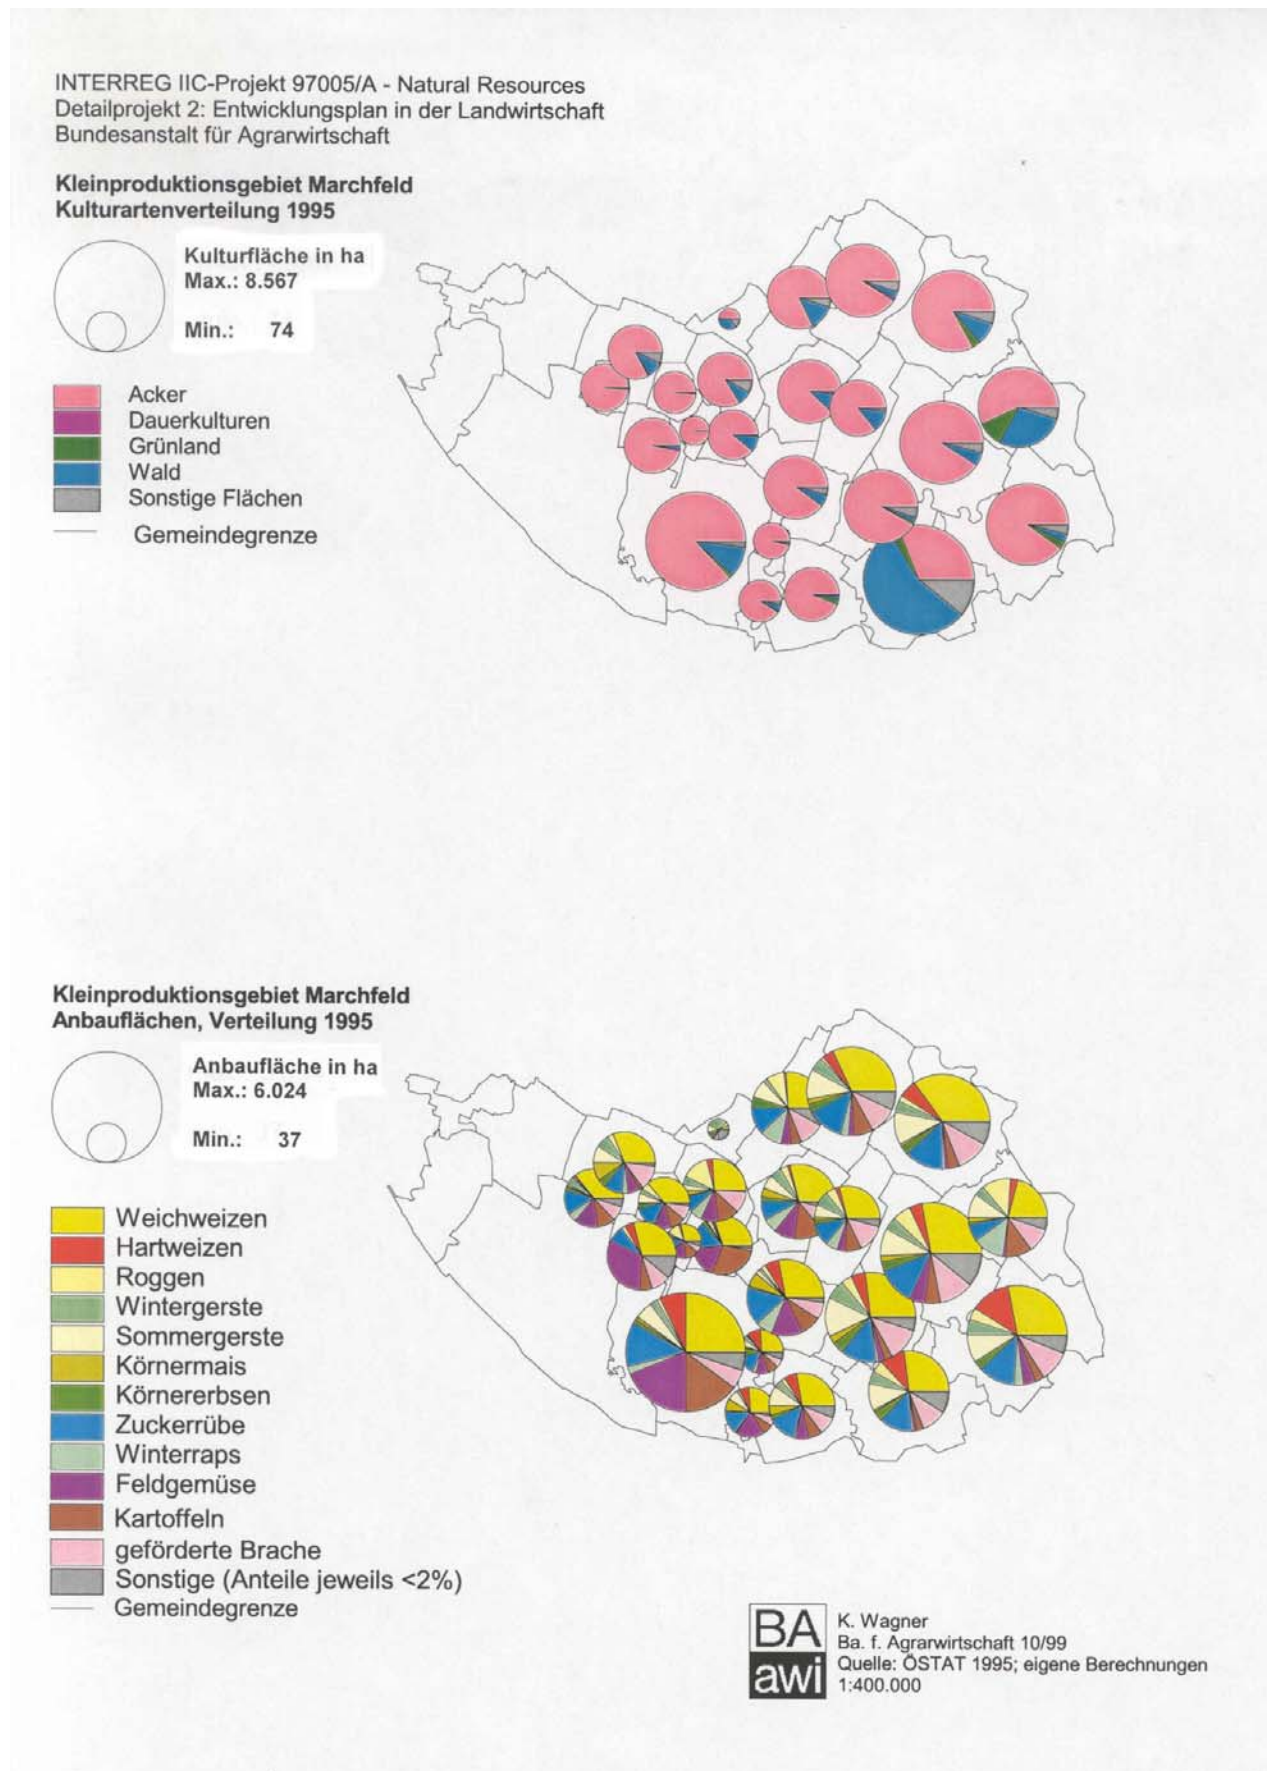 INTERREG IIC-Projekt 97005/A - Natural Resources
Detailprojekt 2: Entwicklungsplan in der Landwirtschaft
Bundesanstalt für Agrarwirtschaft
Kleinproduktionsgebiet Marchfeld
Kulturartenverteilung 1995
Kulturfläche in ha
Max.: 8.567
Min.: 74
Acker
Dauerkulturen
Grünland
Wald
Sonstige Flächen
Gemeindegrenze
Kleinproduktionsgebiet Marchfeld
Anbauflächen, Verteilung 1995
Anbaufläche in ha
Max.: 6.024
Min.: 37
Weichweizen
Hartweizen
Roggen
Wintergerste
Sommergerste
Körnermais
Körnererbsen
Zuckerrübe
Winterraps
Feldgemüse
Kartoffeln
geförderte Brache
Sonstige (Anteile jeweils <2%)
Gemeindegrenze
BA
awi
K. Wagner
Ba. f. Agrarwirtschaft 10/99
Quelle: ÖSTAT 1995; eigene Berechnungen
1:400.000